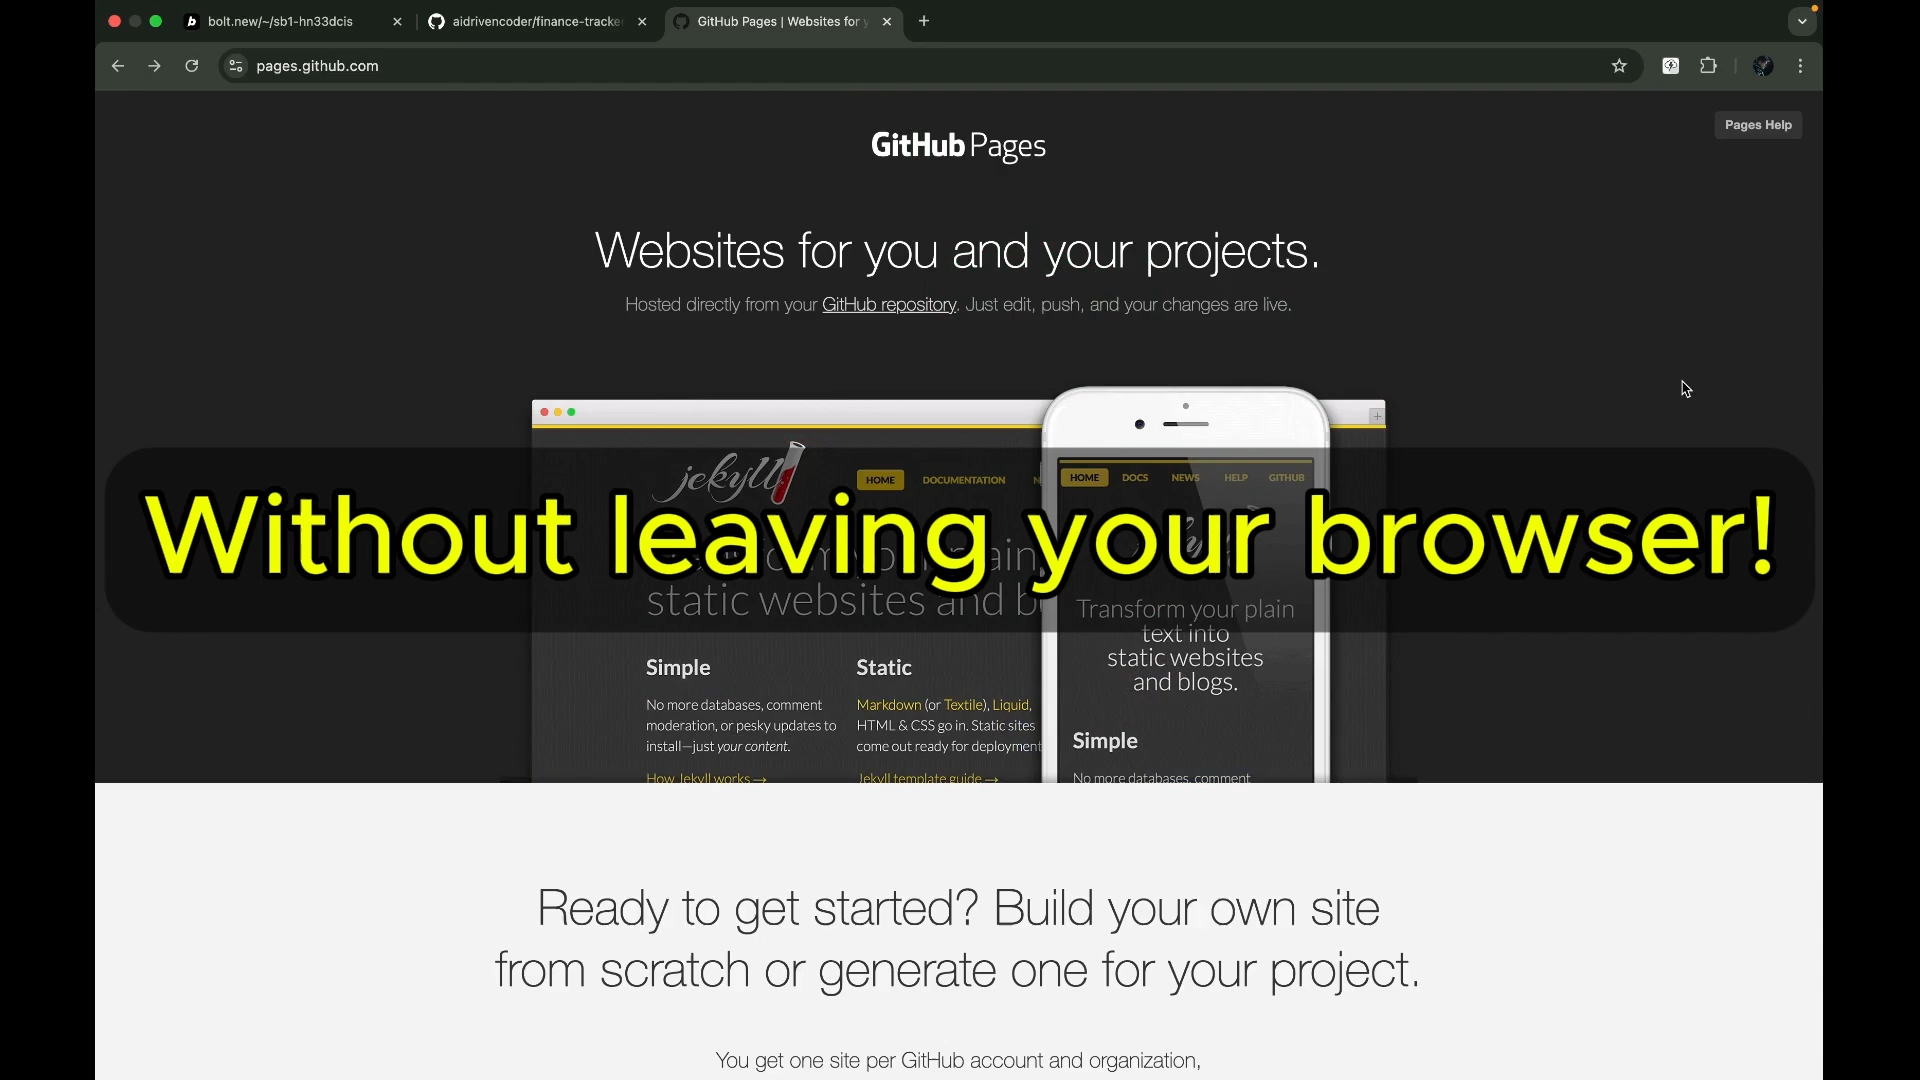 bolt.new/~/sb1-hn33dcis
aidrivencoder/finance-tracke
GitHub Pages | Websites for y
pages.github.com
Pages Help
GitHub Pages
Websites for you and your projects.
Hosted directly from your GitHub repository. Just edit, push, and your changes are live.
jekyll
HOME DOCUMENTATION N
HOME DOCS NEWS HELP GITHUB
Without leaving your browser!
static websites and b
Transform your plain
text into
static websites
and blogs.
Simple
No more databases, comment
moderation, or pesky updates to
install—just your content.
How Jekyll works →
Static
Markdown (or Textile), Liquid,
HTML & CSS go in. Static sites
come out ready for deployment
Jekyll template guide →
Simple
No more databases, comment
Ready to get started? Build your own site
from scratch or generate one for your project.
You get one site per GitHub account and organization,